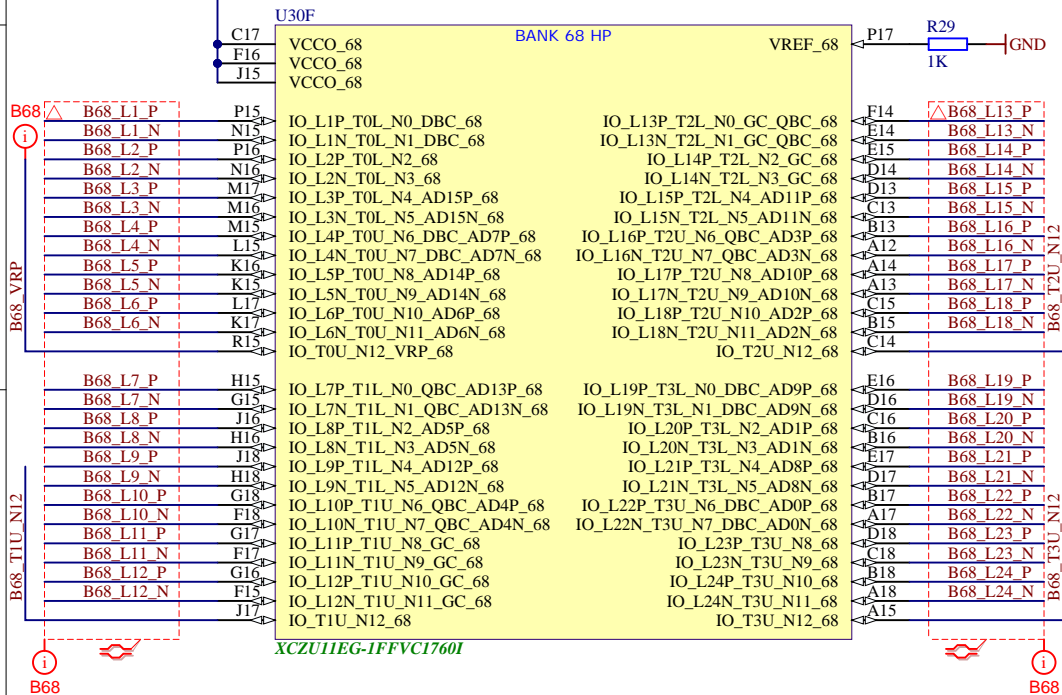 U30F
BANK 68 HP
C17 VCCO_68 VREF_68 P17 R29 GND
1K
F16 VCCO_68
J15 VCCO_68
B68 i B68_L1_P P15 IO_L1P_T0L_N0_DBC_68 IO_L13P_T2L_N0_GC_QBC_68 F14 B68_L13_P
B68_L1_N N15 IO_L1N_T0L_N1_DBC_68 IO_L13N_T2L_N1_GC_QBC_68 E14 B68_L13_N
B68_L2_P P16 IO_L2P_T0L_N2_68 IO_L14P_T2L_N2_GC_68 E15 B68_L14_P
B68_L2_N N16 IO_L2N_T0L_N3_68 IO_L14N_T2L_N3_GC_68 D14 B68_L14_N
B68_L3_P M17 IO_L3P_T0L_N4_AD15P_68 IO_L15P_T2L_N4_AD11P_68 D13 B68_L15_P
B68_L3_N M16 IO_L3N_T0L_N5_AD15N_68 IO_L15N_T2L_N5_AD11N_68 C13 B68_L15_N
B68_L4_P M15 IO_L4P_T0U_N6_DBC_AD7P_68 IO_L16P_T2U_N6_QBC_AD3P_68 B13 B68_L16_P
B68_L4_N L15 IO_L4N_T0U_N7_DBC_AD7N_68 IO_L16N_T2U_N7_QBC_AD3N_68 A12 B68_L16_N
B68_L5_P K16 IO_L5P_T0U_N8_AD14P_68 IO_L17P_T2U_N8_AD10P_68 A14 B68_L17_P
B68_L5_N K15 IO_L5N_T0U_N9_AD14N_68 IO_L17N_T2U_N9_AD10N_68 A13 B68_L17_N
B68_L6_P L17 IO_L6P_T0U_N10_AD6P_68 IO_L18P_T2U_N10_AD2P_68 C15 B68_L18_P
B68_L6_N K17 IO_L6N_T0U_N11_AD6N_68 IO_L18N_T2U_N11_AD2N_68 B15 B68_L18_N
B68_VRP R15 IO_T0U_N12_VRP_68 IO_T2U_N12_68 C14 B68_T2U_N12
B68_L7_P H15 IO_L7P_T1L_N0_QBC_AD13P_68 IO_L19P_T3L_N0_DBC_AD9P_68 E16 B68_L19_P
B68_L7_N G15 IO_L7N_T1L_N1_QBC_AD13N_68 IO_L19N_T3L_N1_DBC_AD9N_68 D16 B68_L19_N
B68_L8_P J16 IO_L8P_T1L_N2_AD5P_68 IO_L20P_T3L_N2_AD1P_68 C16 B68_L20_P
B68_L8_N H16 IO_L8N_T1L_N3_AD5N_68 IO_L20N_T3L_N3_AD1N_68 B16 B68_L20_N
B68_L9_P J18 IO_L9P_T1L_N4_AD12P_68 IO_L21P_T3L_N4_AD8P_68 E17 B68_L21_P
B68_L9_N H18 IO_L9N_T1L_N5_AD12N_68 IO_L21N_T3L_N5_AD8N_68 D17 B68_L21_N
B68_L10_P G18 IO_L10P_T1U_N6_QBC_AD4P_68 IO_L22P_T3U_N6_DBC_AD0P_68 B17 B68_L22_P
B68_L10_N F18 IO_L10N_T1U_N7_QBC_AD4N_68 IO_L22N_T3U_N7_DBC_AD0N_68 A17 B68_L22_N
B68_L11_P G17 IO_L11P_T1U_N8_GC_68 IO_L23P_T3U_N8_68 D18 B68_L23_P
B68_L11_N F17 IO_L11N_T1U_N9_GC_68 IO_L23N_T3U_N9_68 C18 B68_L23_N
B68_L12_P G16 IO_L12P_T1U_N10_GC_68 IO_L24P_T3U_N10_68 B18 B68_L24_P
B68_L12_N F15 IO_L12N_T1U_N11_GC_68 IO_L24N_T3U_N11_68 A18 B68_L24_N
B68_T1U_N12 J17 IO_T1U_N12_68 IO_T3U_N12_68 A15 B68_T3U_N12
XCZU11EG-1FFVC1760I
i i
B68 B68